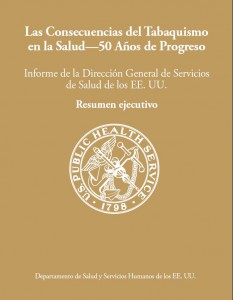 Las Consecuencias del Tabaquismo
en la Salud—50 Años de Progreso
Informe de la Dirección General de Servicios
de Salud de los EE. UU.
Resumen ejecutivo
US PUBLIC HEALTH SERVICE
1798
Departamento de Salud y Servicios Humanos de los EE. UU.